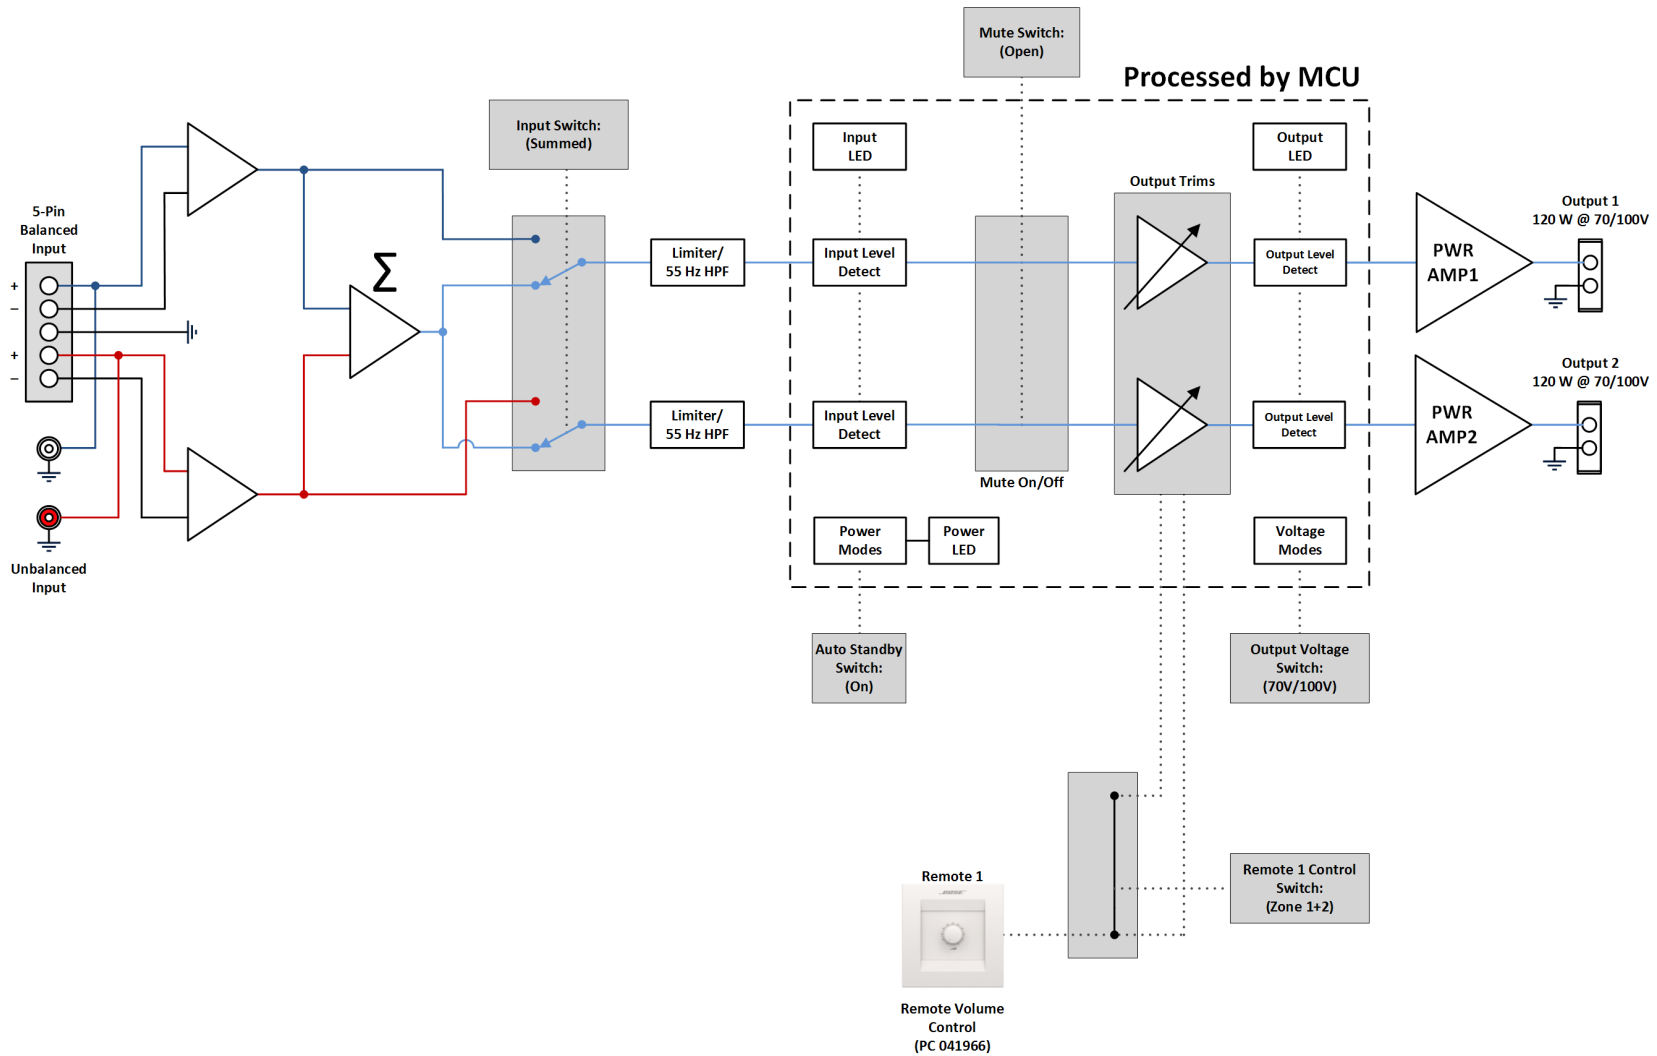 Mute Switch:
(Open)
Processed by MCU
Input Switch:
(Summed)
Input
LED
Output
LED
Output Trims
5-Pin
Balanced
Input
+
–
+
–
Σ
Limiter/
55 Hz HPF
Input Level
Detect
Output Level
Detect
PWR
AMP1
Output 1
120 W @ 70/100V
Limiter/
55 Hz HPF
Input Level
Detect
Output Level
Detect
PWR
AMP2
Output 2
120 W @ 70/100V
Mute On/Off
Unbalanced
Input
Power
Modes
Power
LED
Voltage
Modes
Auto Standby
Switch:
(On)
Output Voltage
Switch:
(70V/100V)
Remote 1
BOSE
Remote 1 Control
Switch:
(Zone 1+2)
Remote Volume
Control
(PC 041966)